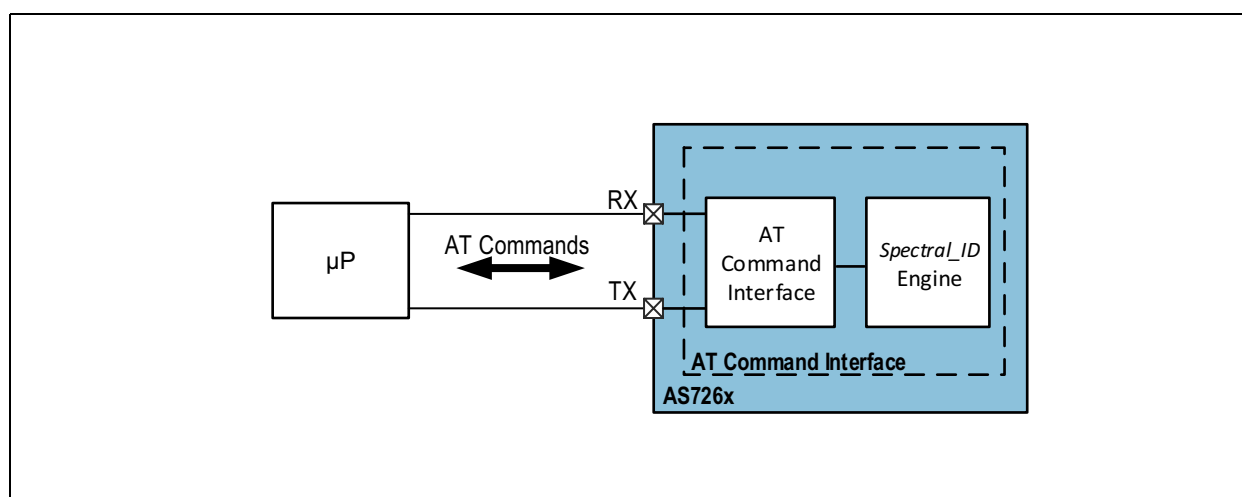 µP
RX
AT Commands
TX
AT
Command
Interface
Spectral_ID
Engine
AT Command Interface
AS726x